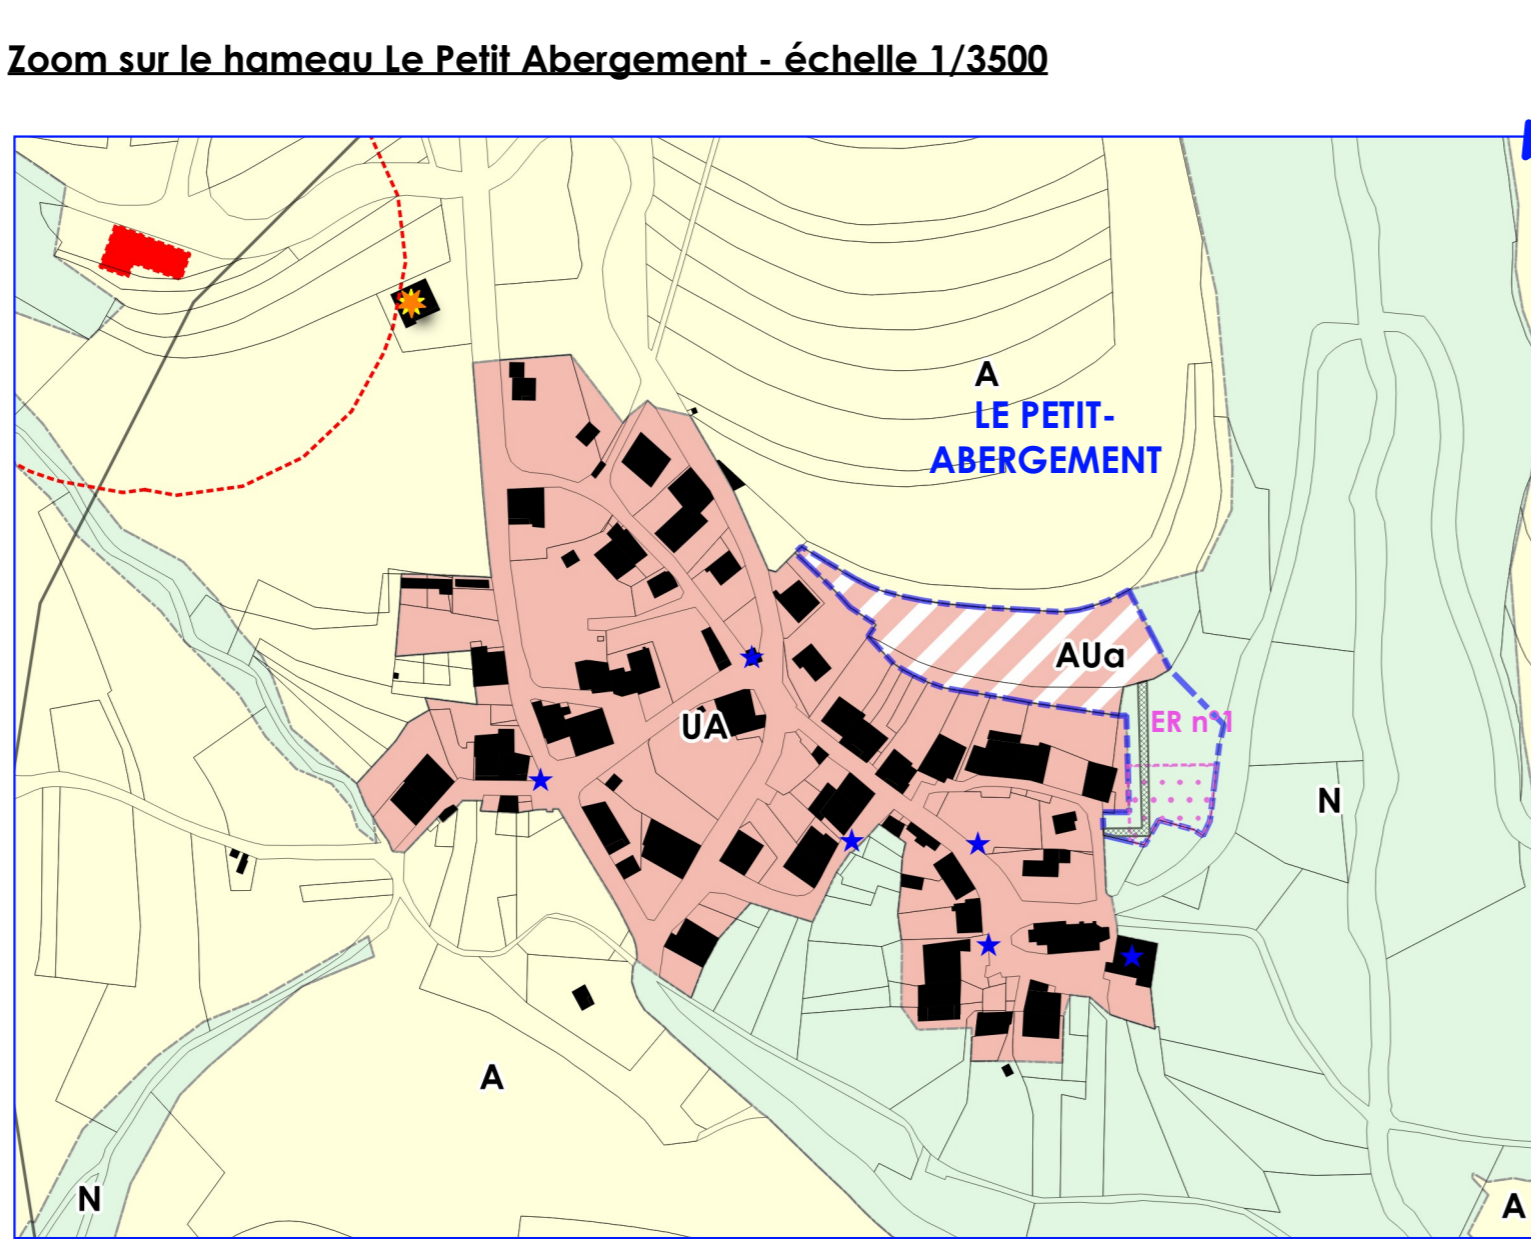 Zoom sur le hameau Le Petit Abergement - échelle 1/3500
A
LE PETIT-
ABERGEMENT
AUa
UA
ER n°1
N
A
N
A